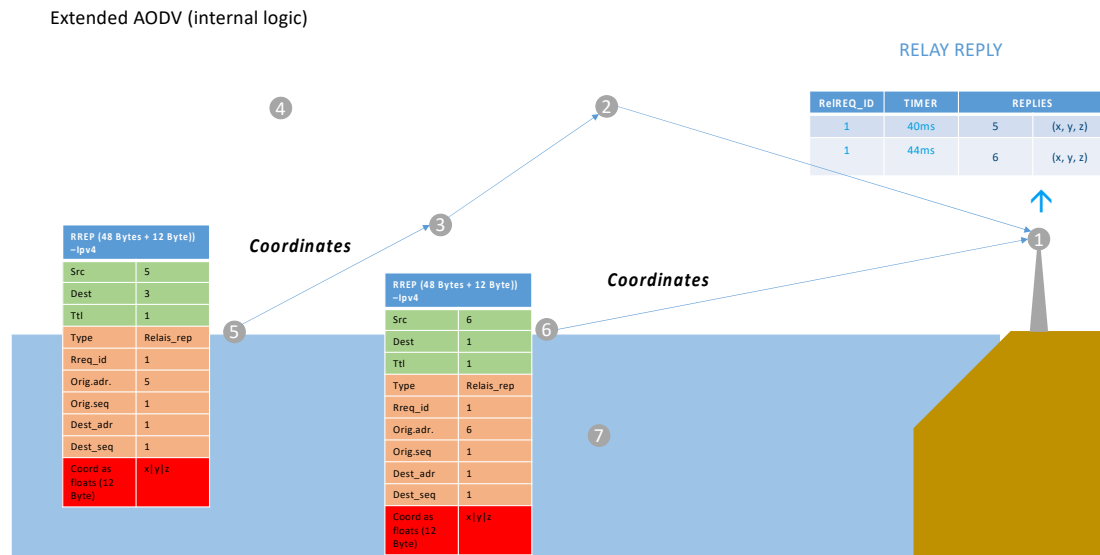 Extended AODV (internal logic)
RELAY REPLY
RelREQ_ID TIMER REPLIES
1 40ms 5 (x, y, z)
1 44ms 6 (x, y, z)
4
2
3
1
5
6
7
Coordinates
Coordinates
RREP (48 Bytes + 12 Byte))
–Ipv4
Src 5
Dest 3
Ttl 1
Type Relais_rep
Rreq_id 1
Orig.adr. 5
Orig.seq 1
Dest_adr 1
Dest_seq 1
Coord as x|y|z
floats (12
Byte)
RREP (48 Bytes + 12 Byte))
–Ipv4
Src 6
Dest 1
Ttl 1
Type Relais_rep
Rreq_id 1
Orig.adr. 6
Orig.seq 1
Dest_adr 1
Dest_seq 1
Coord as x|y|z
floats (12
Byte)